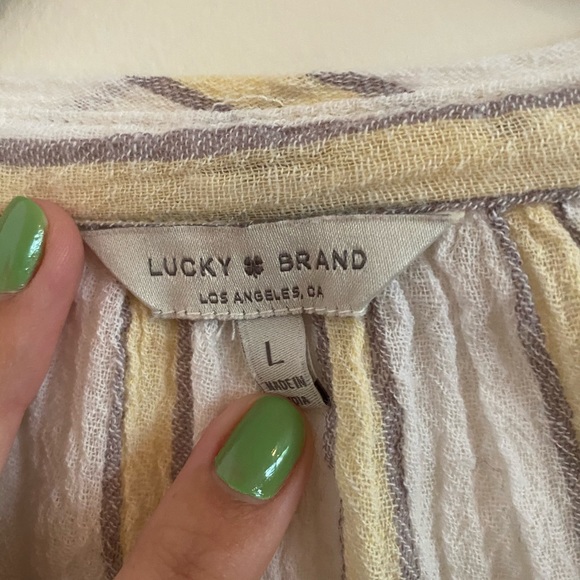 LUCKY BRAND
LOS ANGELES, CA
L
MADE IN